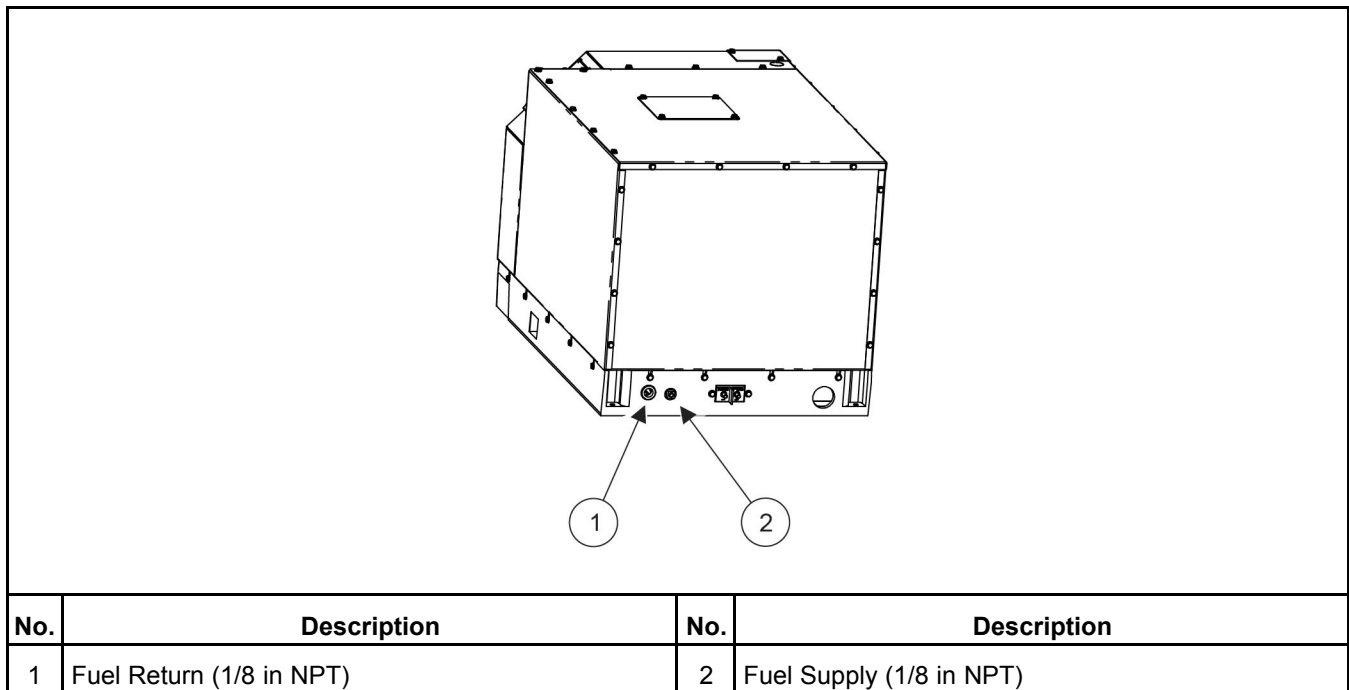 1
2
No. Description No. Description
1 Fuel Return (1/8 in NPT) 2 Fuel Supply (1/8 in NPT)